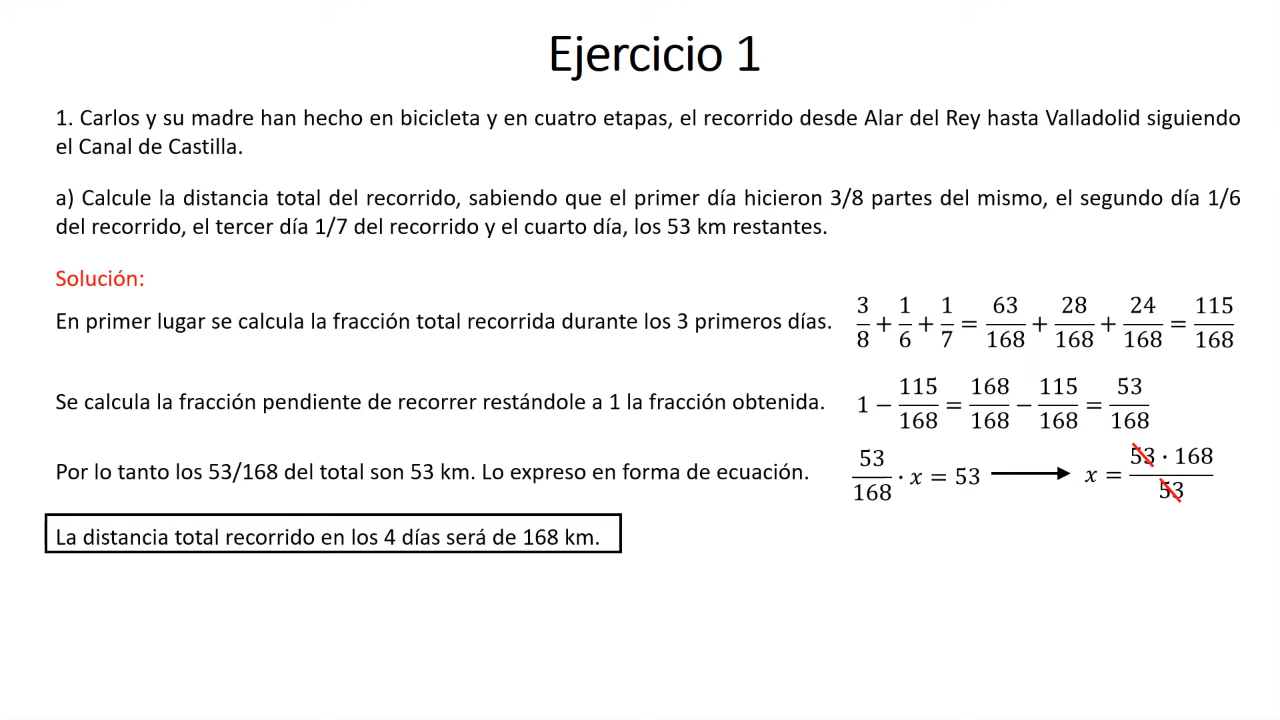 Ejercicio 1
1. Carlos y su madre han hecho en bicicleta y en cuatro etapas, el recorrido desde Alar del Rey hasta Valladolid siguiendo
el Canal de Castilla.
a) Calcule la distancia total del recorrido, sabiendo que el primer día hicieron 3/8 partes del mismo, el segundo día 1/6
del recorrido, el tercer día 1/7 del recorrido y el cuarto día, los 53 km restantes.
Solución:
En primer lugar se calcula la fracción total recorrida durante los 3 primeros días. 3/8 + 1/6 + 1/7 = 63/168 + 28/168 + 24/168 = 115/168
Se calcula la fracción pendiente de recorrer restándole a 1 la fracción obtenida. 1 − 115/168 = 168/168 − 115/168 = 53/168
Por lo tanto los 53/168 del total son 53 km. Lo expreso en forma de ecuación. 53/168 · x = 53 ⟶ x = 53 · 168/53
La distancia total recorrido en los 4 días será de 168 km.